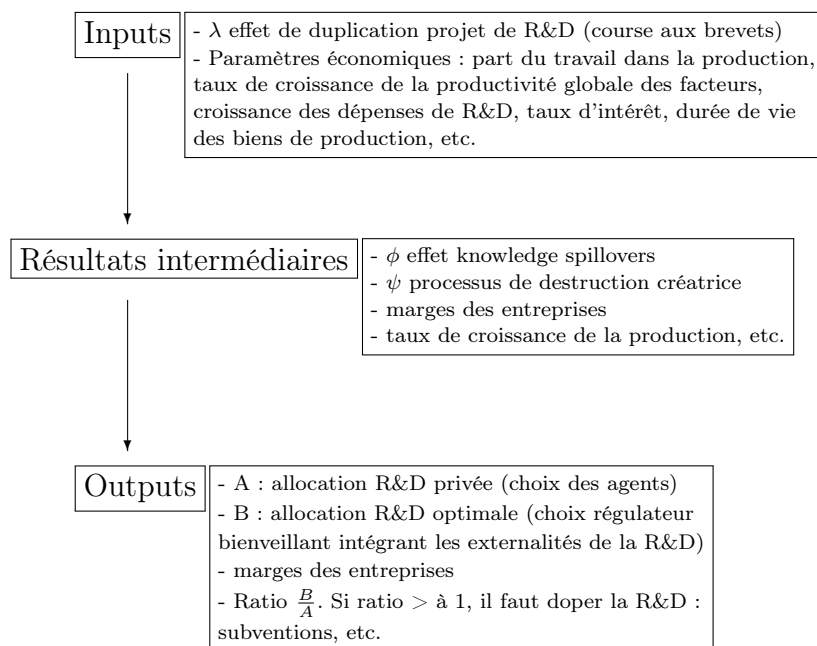 Inputs
- λ effet de duplication projet de R&D (course aux brevets)
- Paramètres économiques : part du travail dans la production,
taux de croissance de la productivité globale des facteurs,
croissance des dépenses de R&D, taux d'intérêt, durée de vie
des biens de production, etc.
Résultats intermédiaires
- ϕ effet knowledge spillovers
- ψ processus de destruction créatrice
- marges des entreprises
- taux de croissance de la production, etc.
Outputs
- A : allocation R&D privée (choix des agents)
- B : allocation R&D optimale (choix régulateur
bienveillant intégrant les externalités de la R&D)
- marges des entreprises
- Ratio B/A. Si ratio > à 1, il faut doper la R&D :
subventions, etc.